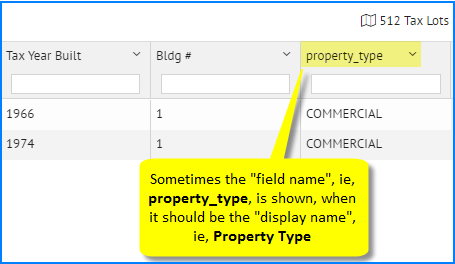 512 Tax Lots
Tax Year Built Bldg # property_type
1966 1 COMMERCIAL
1974 1 COMMERCIAL
Sometimes the "field name", ie,
property_type, is shown, when
it should be the "display name",
ie, Property Type